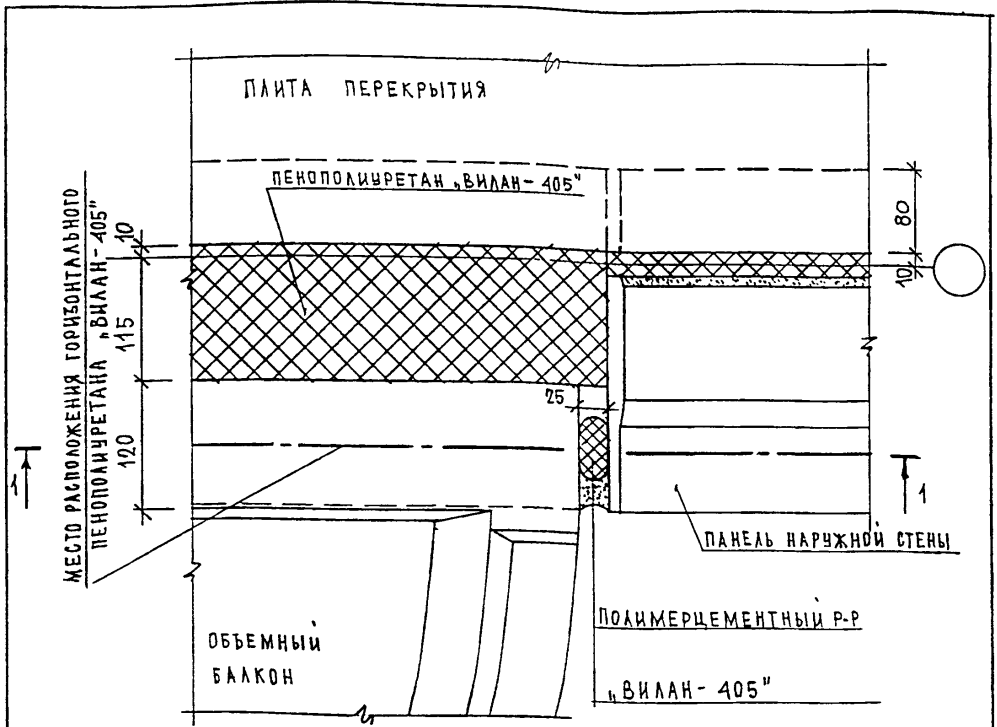 ПЛИТА ПЕРЕКРЫТИЯ
ПЕНОПОЛИУРЕТАН „ВИЛАН-405"
МЕСТО РАСПОЛОЖЕНИЯ ГОРИЗОНТАЛЬНОГО
ПЕНОПОЛИУРЕТАНА „ВИЛАН-405"
10
115
120
80
10
25
1
1
ПАНЕЛЬ НАРУЖНОЙ СТЕНЫ
ПОЛИМЕРЦЕМЕНТНЫЙ Р-Р
„ВИЛАН-405"
ОБЪЕМНЫЙ
БАЛКОН